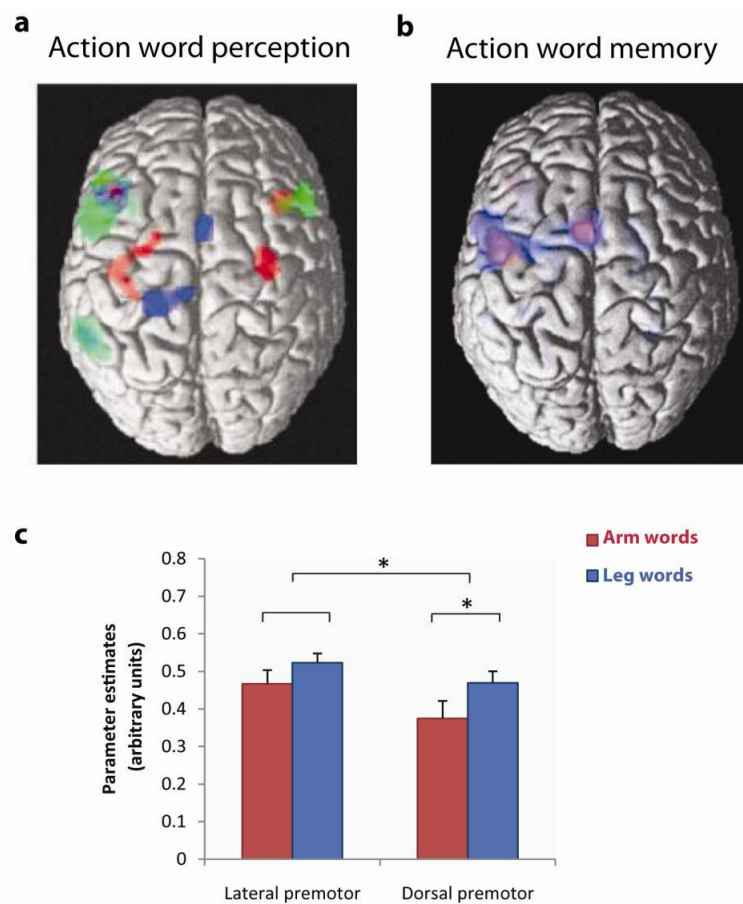 a
Action word perception
b
Action word memory
c
Arm words
Leg words
Parameter estimates
(arbitrary units)
0.8
0.7
0.6
0.5
0.4
0.3
0.2
0.1
0
*
*
Lateral premotor
Dorsal premotor